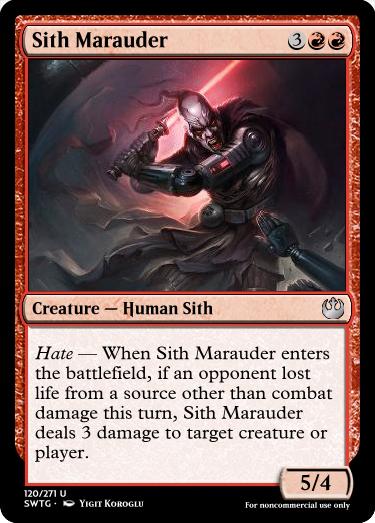 Sith Marauder 3
Creature — Human Sith
Hate — When Sith Marauder enters
the battlefield, if an opponent lost
life from a source other than combat
damage this turn, Sith Marauder
deals 3 damage to target creature or
player.
5/4
120/271 U
SWTG · Yigit Koroglu
For noncommercial use only